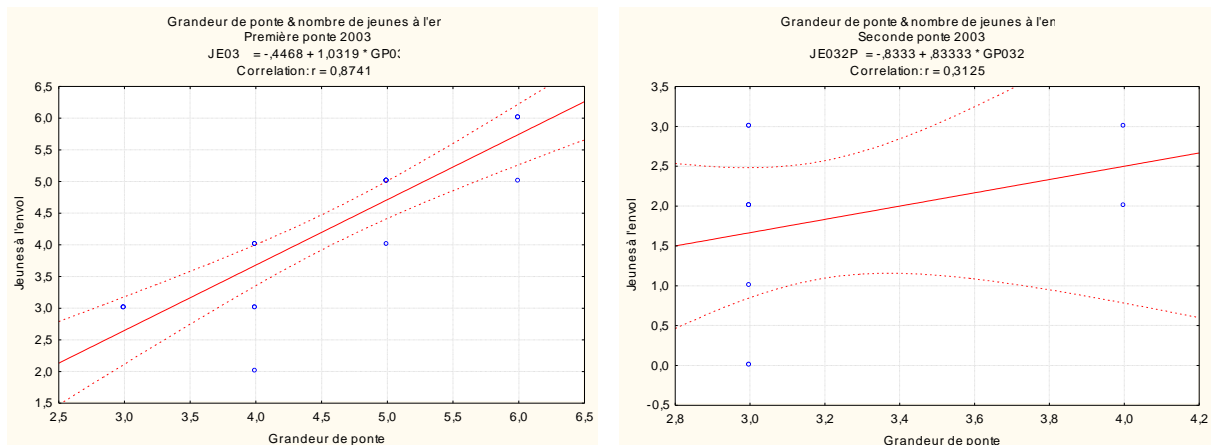 Grandeur de ponte & nombre de jeunes à l'er
Première ponte 2003
JE03 = -,4468 + 1,0319 * GP03
Correlation: r = 0,8741
6,5
6,0
5,5
5,0
4,5
4,0
3,5
3,0
2,5
2,0
1,5
Jeunes à l'envol
2,5 3,0 3,5 4,0 4,5 5,0 5,5 6,0 6,5
Grandeur de ponte
Grandeur de ponte & nombre de jeunes à l'en
Seconde ponte 2003
JE032P = -,8333 + ,83333 * GP032
Correlation: r = 0,3125
3,5
3,0
2,5
2,0
1,5
1,0
0,5
0,0
-0,5
Jeunes à l'envol
2,8 3,0 3,2 3,4 3,6 3,8 4,0 4,2
Grandeur de ponte